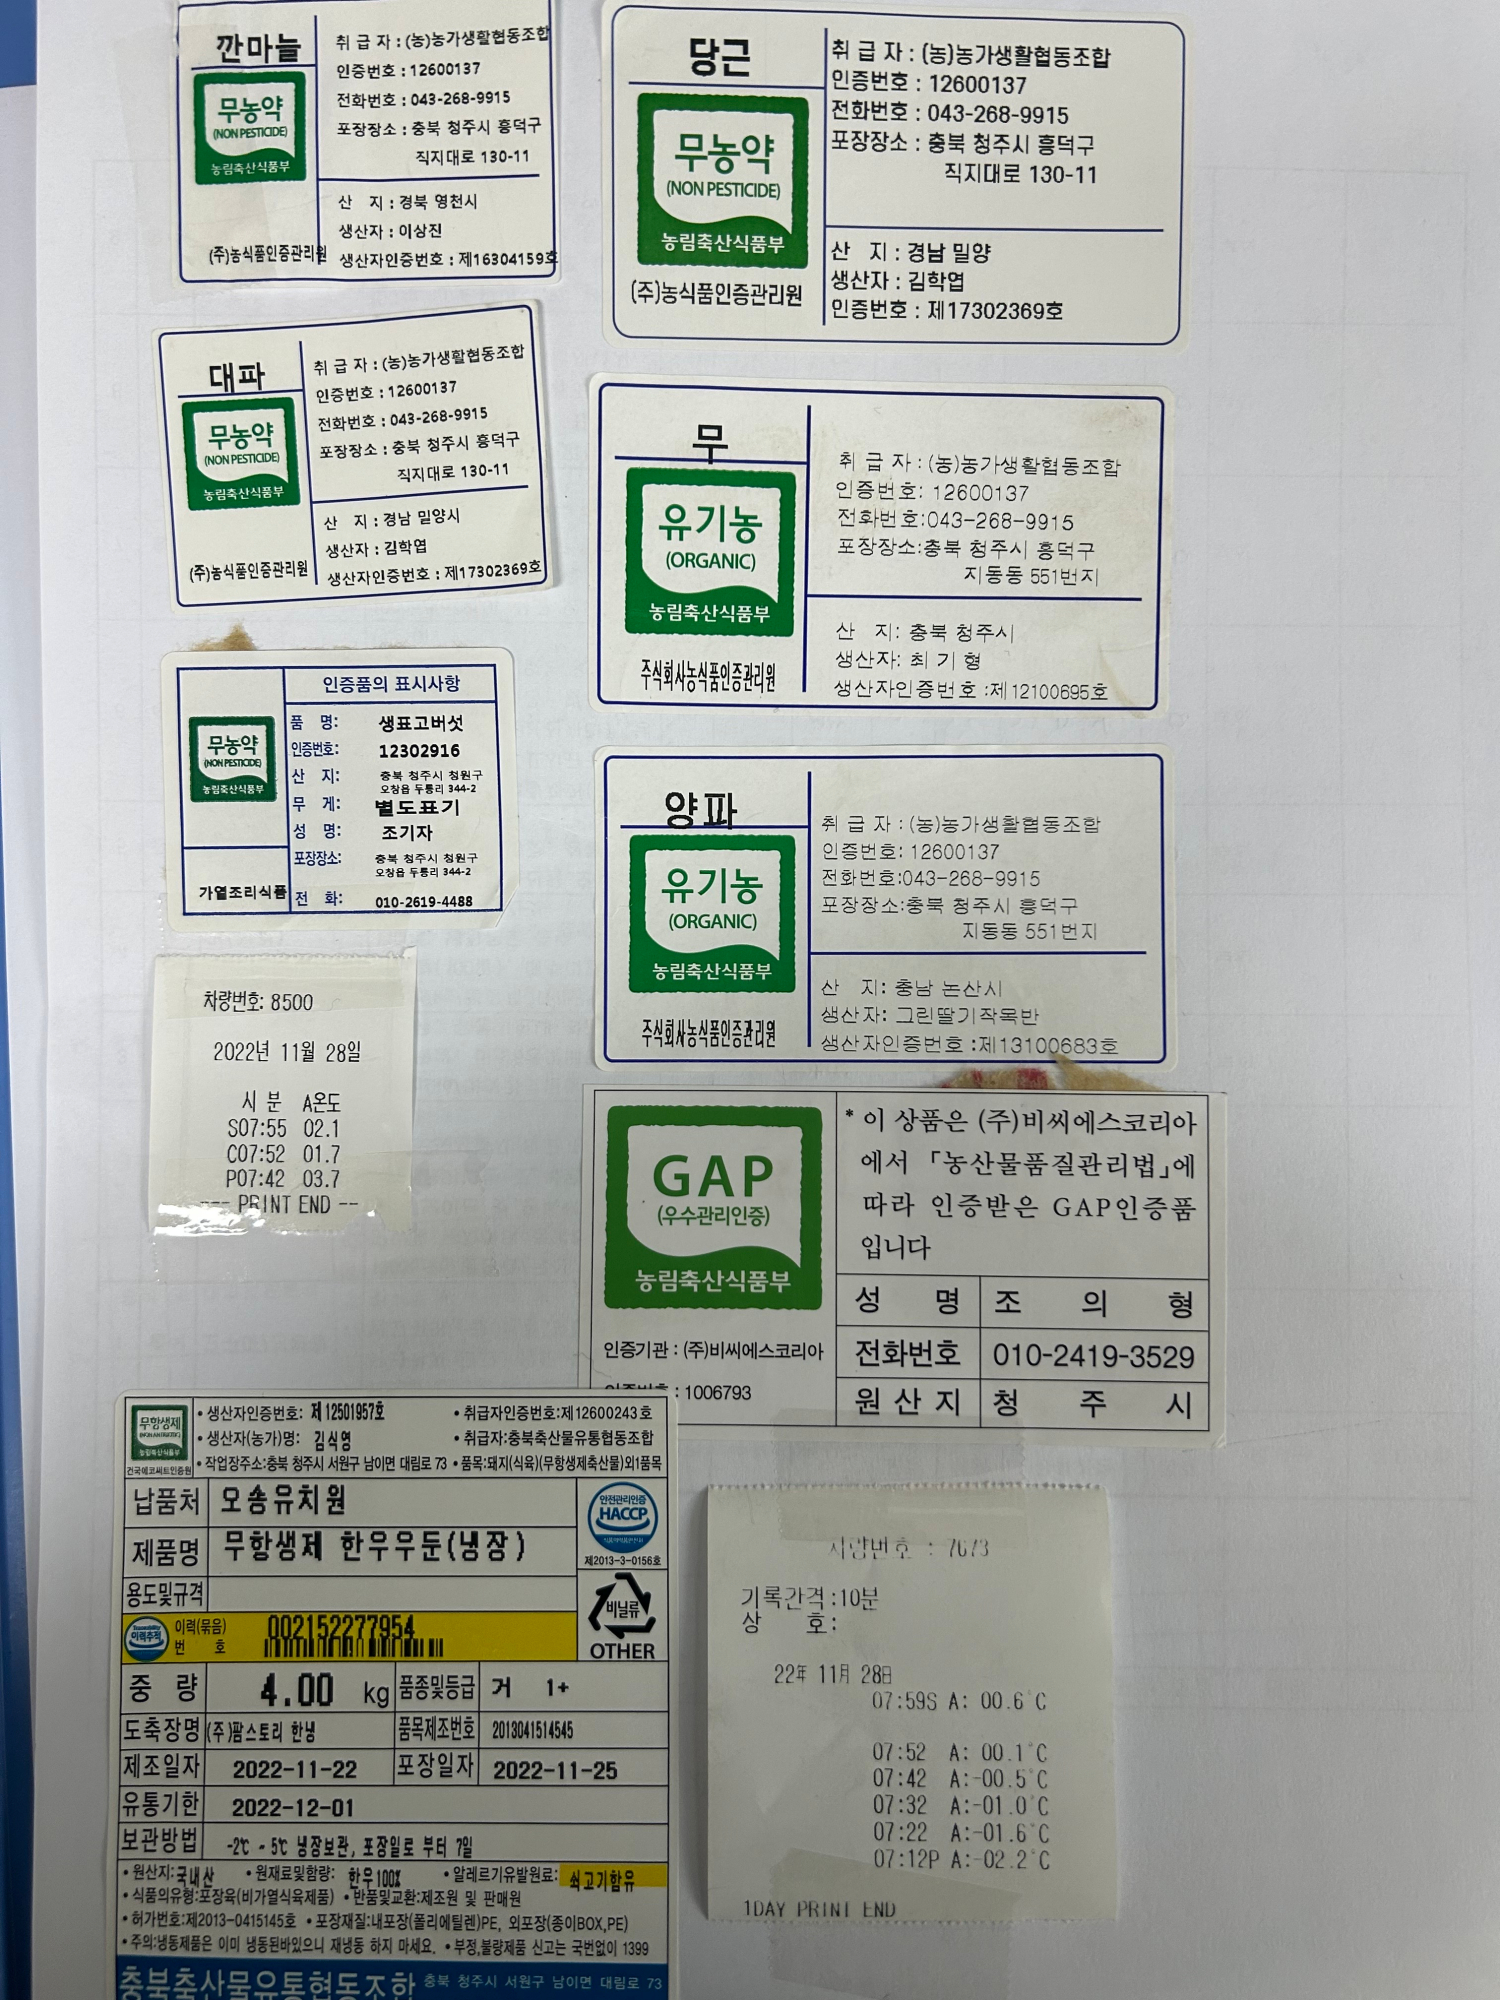 깐마늘
무농약
(NON PESTICIDE)
농림축산식품부
(주)농식품인증관리원
취 급 자 : (농)농가생활협동조합
인증번호 : 12600137
전화번호 : 043-268-9915
포장장소 : 충북 청주시 흥덕구
직지대로 130-11
산 지 : 경북 영천시
생산자 : 이상진
생산자인증번호 : 제16304159호
당근
무농약
(NON PESTICIDE)
농림축산식품부
(주)농식품인증관리원
취 급 자 : (농)농가생활협동조합
인증번호 : 12600137
전화번호 : 043-268-9915
포장장소 : 충북 청주시 흥덕구
직지대로 130-11
산 지 : 경남 밀양
생산자 : 김학엽
인증번호 : 제17302369호
대파
무농약
(NON PESTICIDE)
농림축산식품부
(주)농식품인증관리원
취 급 자 : (농)농가생활협동조합
인증번호 : 12600137
전화번호 : 043-268-9915
포장장소 : 충북 청주시 흥덕구
직지대로 130-11
산 지 : 경남 밀양시
생산자 : 김학엽
생산자인증번호 : 제17302369호
무
유기농
(ORGANIC)
농림축산식품부
주식회사농식품인증관리원
취 급 자 : (농)농가생활협동조합
인증번호: 12600137
전화번호:043-268-9915
포장장소:충북 청주시 흥덕구
지동동 551번지
산 지: 충북 청주시
생산자: 최기형
생산자인증번호 :제12100695호
무농약
(NON PESTICIDE)
농림축산식품부
가열조리식품
인증품의 표시사항
품 명: 생표고버섯
인증번호: 12302916
산 지: 충북 청주시 청원구
오창읍 두릉리 344-2
무 게: 별도표기
성 명: 조기자
포장장소: 충북 청주시 청원구
오창읍 두릉리 344-2
전 화: 010-2619-4488
양파
유기농
(ORGANIC)
농림축산식품부
주식회사농식품인증관리원
취 급 자 : (농)농가생활협동조합
인증번호: 12600137
전화번호:043-268-9915
포장장소:충북 청주시 흥덕구
지동동 551번지
산 지: 충남 논산시
생산자: 그린딸기작목반
생산자인증번호 :제13100683호
차량번호: 8500
2022년 11월 28일
시 분 A온도
S07:55 02.1
C07:52 01.7
P07:42 03.7
--- PRINT END --
GAP
(우수관리인증)
농림축산식품부
인증기관 : (주)비씨에스코리아
인증번호 : 1006793
* 이 상품은 (주)비씨에스코리아
에서 「농산물품질관리법」에
따라 인증받은 GAP인증품
입니다
성 명 조 의 형
전화번호 010-2419-3529
원산지 청 주 시
무항생제
(NON ANTIBIOTIC)
농림축산식품부
건국에코써트인증원
• 생산자인증번호: 제12501957호 • 취급자인증번호:제12600243호
• 생산자(농가)명: 김식영 • 취급자:충북축산물유통협동조합
• 작업장주소:충북 청주시 서원구 남이면 대림로 73 • 품목:돼지(식육)(무항생제축산물)외1품목
납품처 오송유치원
제품명 무항생제 한우우둔(냉장)
용도및규격
안전관리인증
HACCP
제2013-3-0156호
비닐류
OTHER
이력추적
이력(묶음)
번 호
002152277954
중 량 4.00 kg 품종및등급 거 1+
도축장명 (주)팜스토리 한냉 품목제조번호 2013041514545
제조일자 2022-11-22 포장일자 2022-11-25
유통기한 2022-12-01
보관방법 -2℃ - 5℃ 냉장보관, 포장일로 부터 7일
• 원산지:국내산 • 원재료및함량: 한우100% • 알레르기유발원료: 쇠고기함유
• 식품의유형:포장육(비가열식육제품) • 반품및교환:제조원 및 판매원
• 허가번호:제2013-0415145호 • 포장재질:내포장(폴리에틸렌)PE, 외포장(종이BOX,PE)
• 주의:냉동제품은 이미 냉동된바있으니 재냉동 하지 마세요. • 부정,불량제품 신고는 국번없이 1399
충북축산물유통협동조합 충북 청주시 서원구 남이면 대림로 73
차량번호 : 7673
기록간격:10분
상 호:
22年 11月 28日
07:59S A: 00.6°C
07:52 A: 00.1°C
07:42 A:-00.5°C
07:32 A:-01.0°C
07:22 A:-01.6°C
07:12P A:-02.2°C
1DAY PRINT END